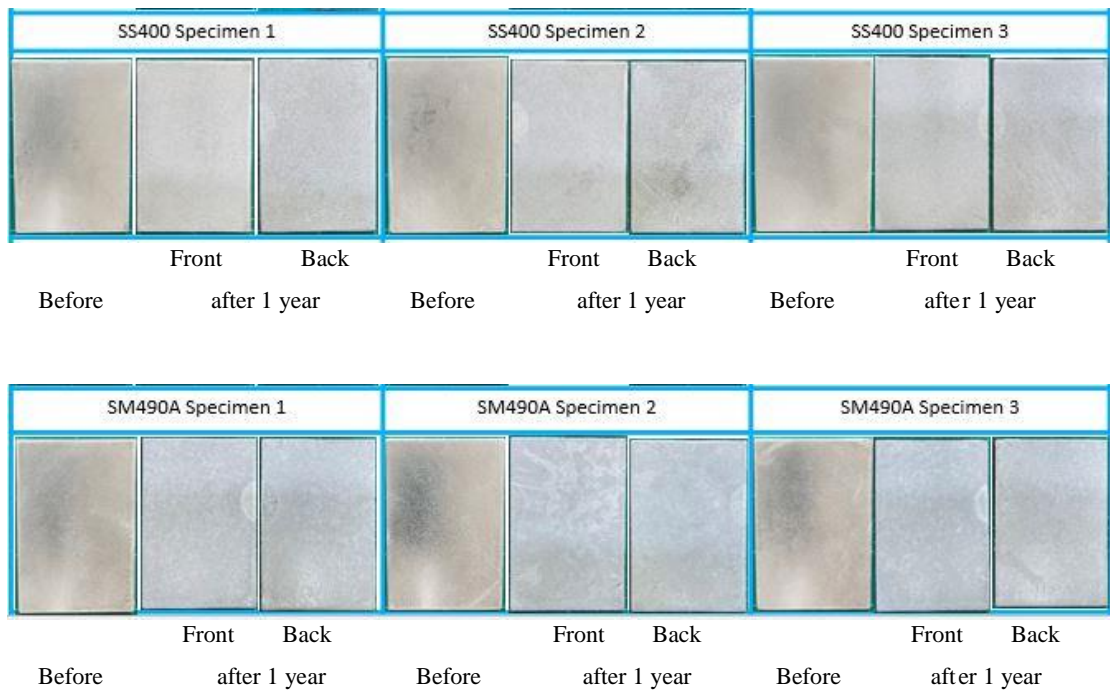 SS400 Specimen 1 SS400 Specimen 2 SS400 Specimen 3
Front Back Front Back Front Back
Before after 1 year Before after 1 year Before after 1 year
SM490A Specimen 1 SM490A Specimen 2 SM490A Specimen 3
Front Back Front Back Front Back
Before after 1 year Before after 1 year Before after 1 year